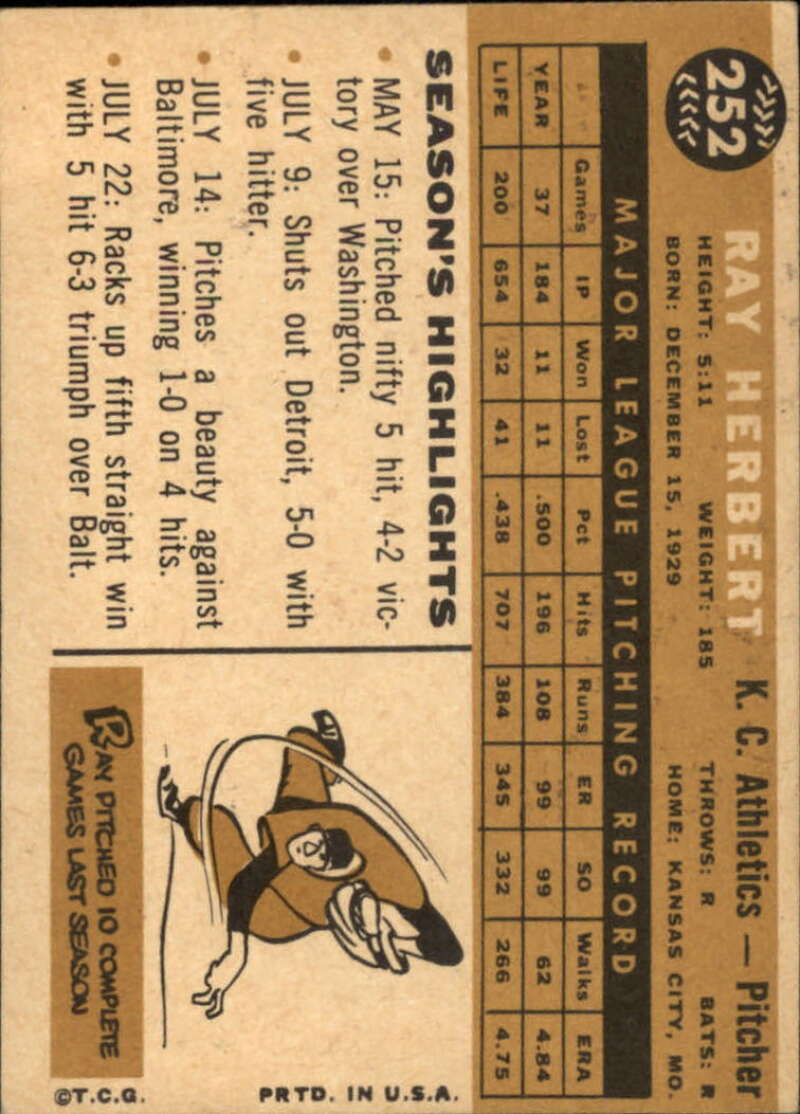 252
RAY HERBERT K. C. Athletics — Pitcher
HEIGHT: 5:11 WEIGHT: 185 THROWS: R BATS: R
BORN: DECEMBER 15, 1929 HOME: KANSAS CITY, MO.
MAJOR LEAGUE PITCHING RECORD
Games IP Won Lost Pct Hits Runs ER SO Walks ERA
YEAR 37 184 11 11 .500 196 108 99 99 62 4.84
LIFE 200 654 32 41 .438 707 384 345 332 266 4.75
SEASON'S HIGHLIGHTS
• MAY 15: Pitched nifty 5 hit, 4-2 vic-
tory over Washington.
• JULY 9: Shuts out Detroit, 5-0 with
five hitter.
• JULY 14: Pitches a beauty against
Baltimore, winning 1-0 on 4 hits.
• JULY 22: Racks up fifth straight win
with 5 hit 6-3 triumph over Balt.
RAY PITCHED 10 COMPLETE
GAMES LAST SEASON
©T.C.G. PRTD. IN U.S.A.